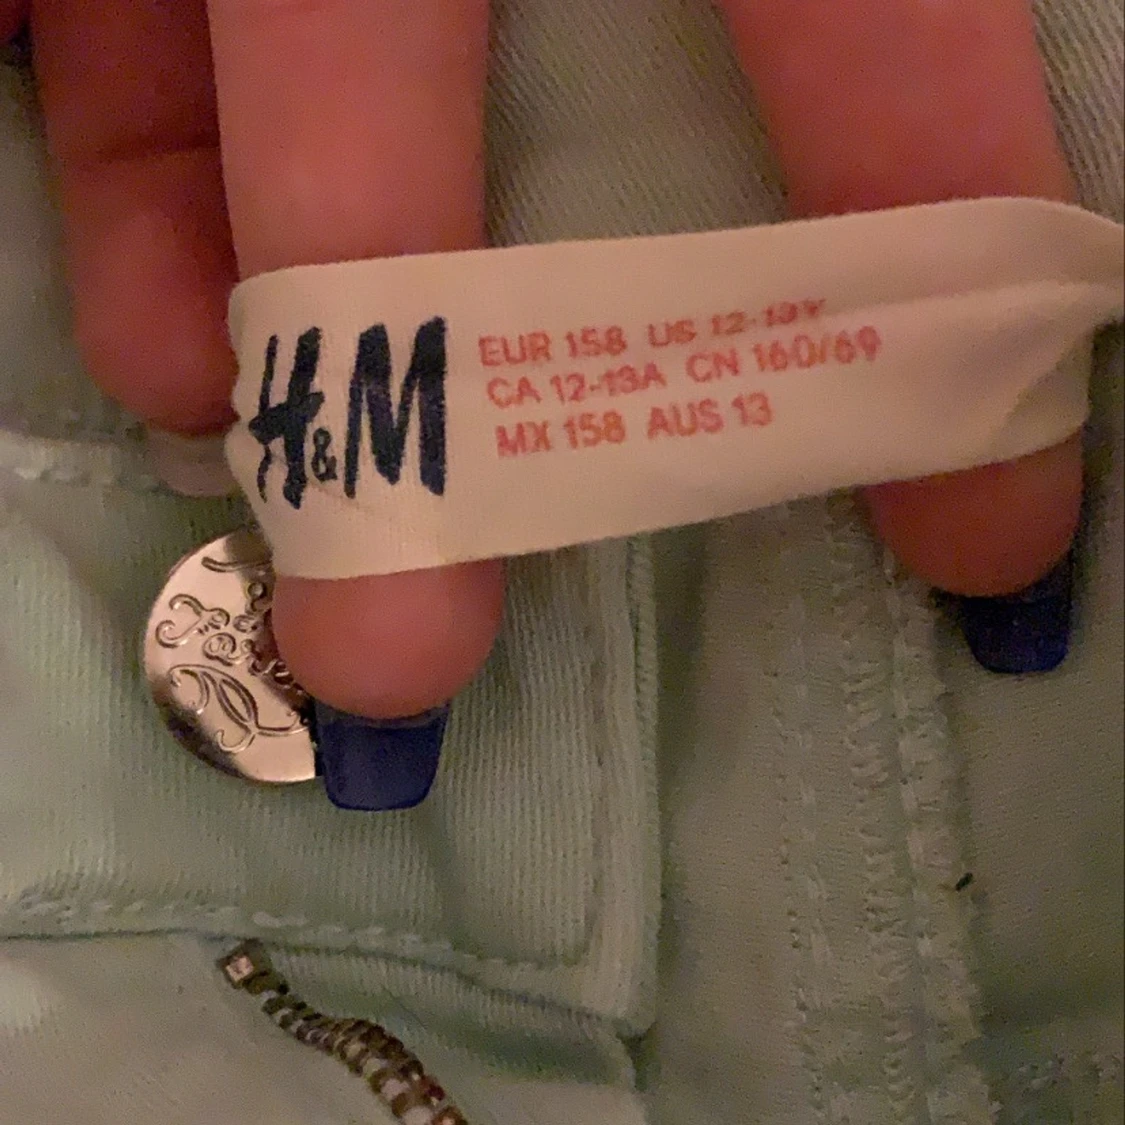 H&M
EUR 158 US 12-13Y
CA 12-13A CN 160/69
MX 158 AUS 13